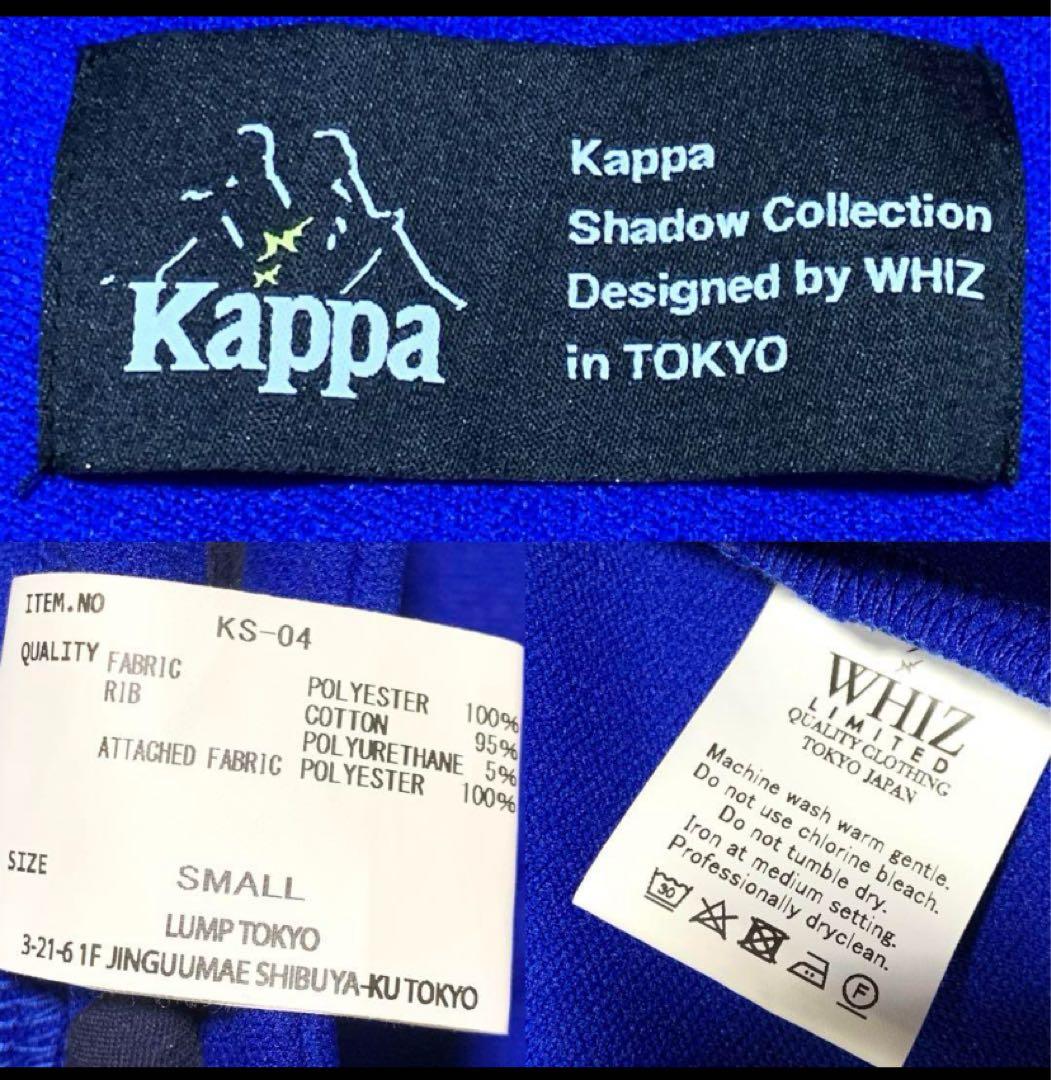 Kappa
Kappa
Shadow Collection
Designed by WHIZ
in TOKYO
ITEM.NO
KS-04
QUALITY FABRIC POLYESTER 100%
RIB COTTON 95%
POLYURETHANE 5%
ATTACHED FABRIC POLYESTER 100%
SIZE
SMALL
LUMP TOKYO
3-21-6 1F JINGUUMAE SHIBUYA-KU TOKYO
WHIZ
LIMITED
QUALITY CLOTHING
TOKYO JAPAN
Machine wash warm gentle.
Do not use chlorine bleach.
Do not tumble dry.
Iron at medium setting.
Professionally dryclean.
30
F